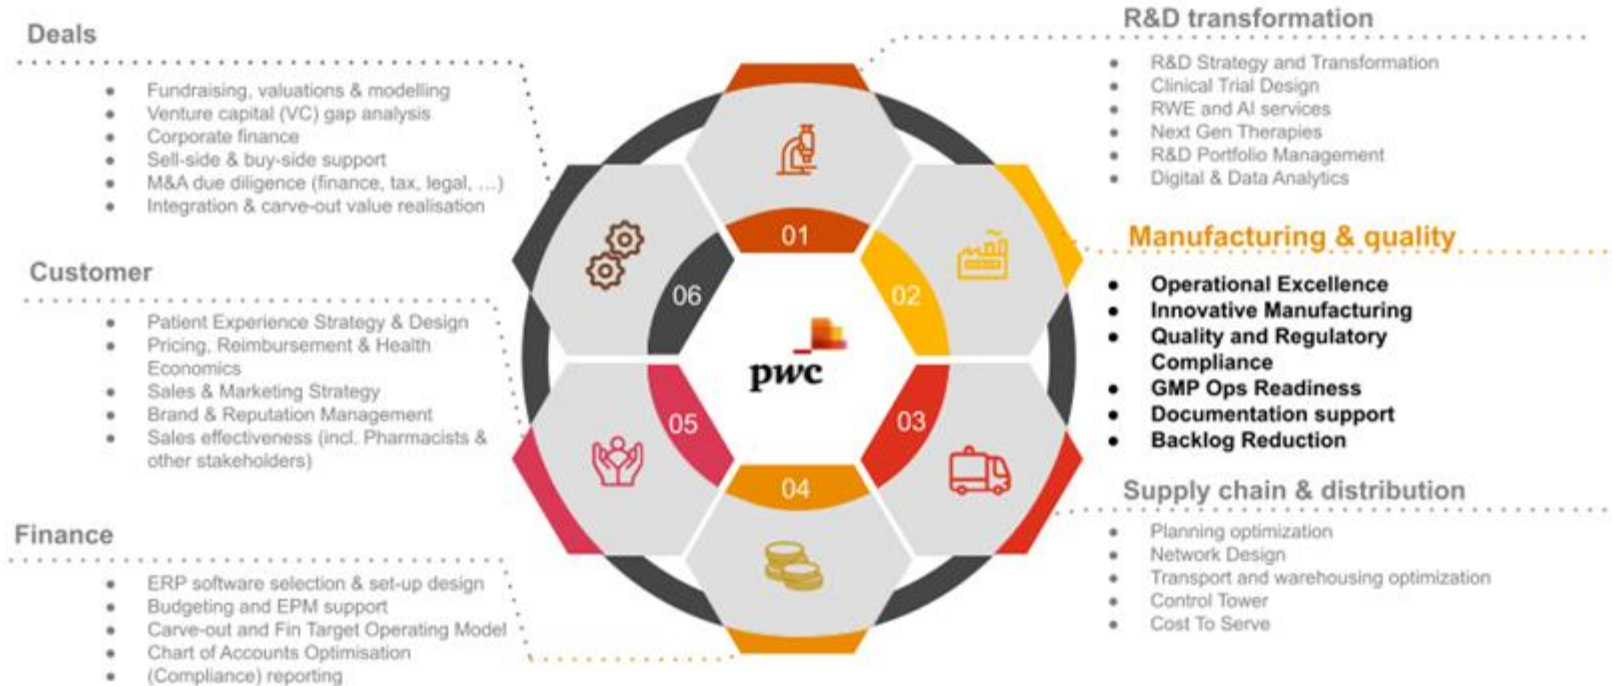 Deals
• Fundraising, valuations & modelling
• Venture capital (VC) gap analysis
• Corporate finance
• Sell-side & buy-side support
• M&A due diligence (finance, tax, legal, …)
• Integration & carve-out value realisation
Customer
• Patient Experience Strategy & Design
• Pricing, Reimbursement & Health
Economics
• Sales & Marketing Strategy
• Brand & Reputation Management
• Sales effectiveness (incl. Pharmacists &
other stakeholders)
Finance
• ERP software selection & set-up design
• Budgeting and EPM support
• Carve-out and Fin Target Operating Model
• Chart of Accounts Optimisation
• (Compliance) reporting
01
02
03
04
05
06
pwc
R&D transformation
• R&D Strategy and Transformation
• Clinical Trial Design
• RWE and AI services
• Next Gen Therapies
• R&D Portfolio Management
• Digital & Data Analytics
Manufacturing & quality
• Operational Excellence
• Innovative Manufacturing
• Quality and Regulatory
Compliance
• GMP Ops Readiness
• Documentation support
• Backlog Reduction
Supply chain & distribution
• Planning optimization
• Network Design
• Transport and warehousing optimization
• Control Tower
• Cost To Serve